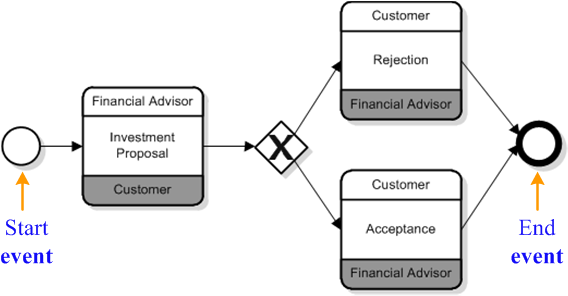 Customer
Rejection
Financial Advisor
Financial Advisor
Investment
Proposal
Customer
X
Customer
Acceptance
Financial Advisor
Start
event
End
event